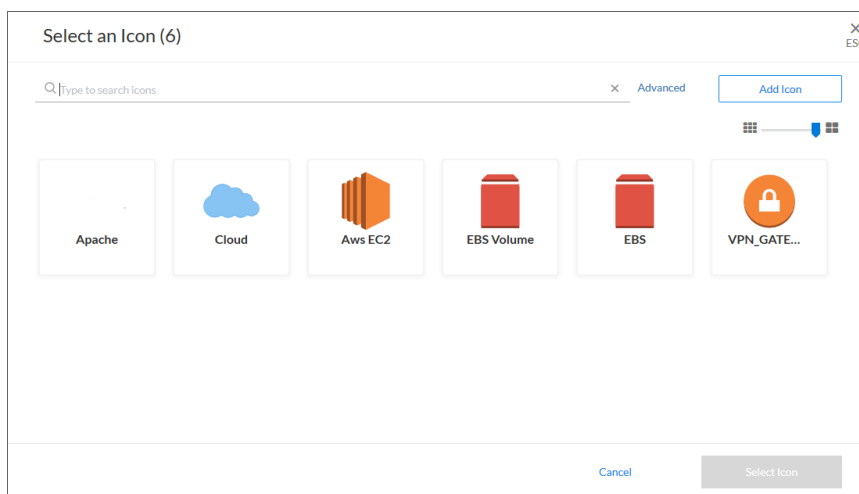 Select an Icon (6)
ES
Type to search icons
Advanced
Add Icon
Apache
Cloud
Aws EC2
EBS Volume
EBS
VPN_GATE...
Cancel
Select Icon